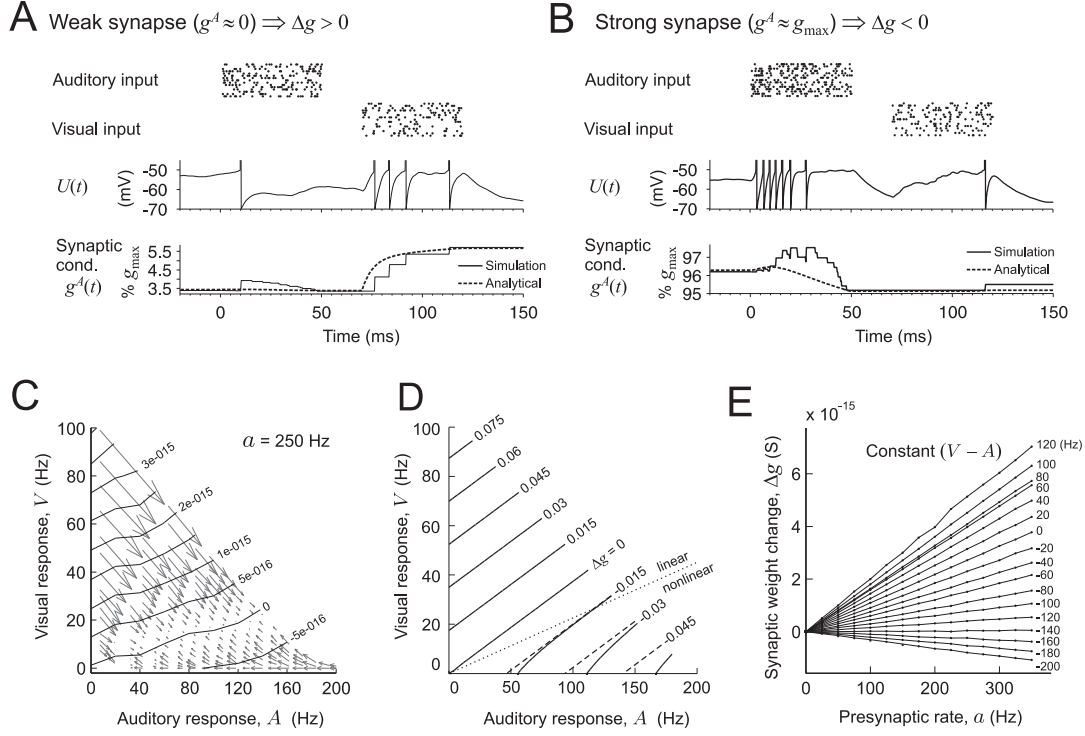 A Weak synapse (gᴬ ≈ 0) ⇒ Δg > 0
Auditory input
Visual input
U(t)
(mV)
-50
-60
-70
Synaptic
cond.
gᴬ(t)
% gmax
5.5
4.5
3.5
Simulation
Analytical
0 50 100 150
Time (ms)
B Strong synapse (gᴬ ≈ gmax) ⇒ Δg < 0
Auditory input
Visual input
U(t)
(mV)
-50
-60
-70
Synaptic
cond.
gᴬ(t)
% gmax
97
96
95
Simulation
Analytical
0 50 100 150
Time (ms)
C
a = 250 Hz
Visual response, V (Hz)
100
80
60
40
20
0
3e-015
2e-015
1e-015
5e-016
0
-5e-016
0 40 80 120 160 200
Auditory response, A (Hz)
D
Visual response, V (Hz)
100
80
60
40
20
0
0.075
0.06
0.045
0.03
0.015
Δg = 0
-0.015
-0.03
-0.045
linear
nonlinear
0 50 100 150 200
Auditory response, A (Hz)
E
x 10⁻¹⁵
Constant (V – A)
Synaptic weight change, Δg (S)
6
4
2
0
120 (Hz)
100
80
60
40
20
0
-20
-40
-60
-80
-100
-120
-140
-160
-180
-200
0 100 200 300
Presynaptic rate, a (Hz)